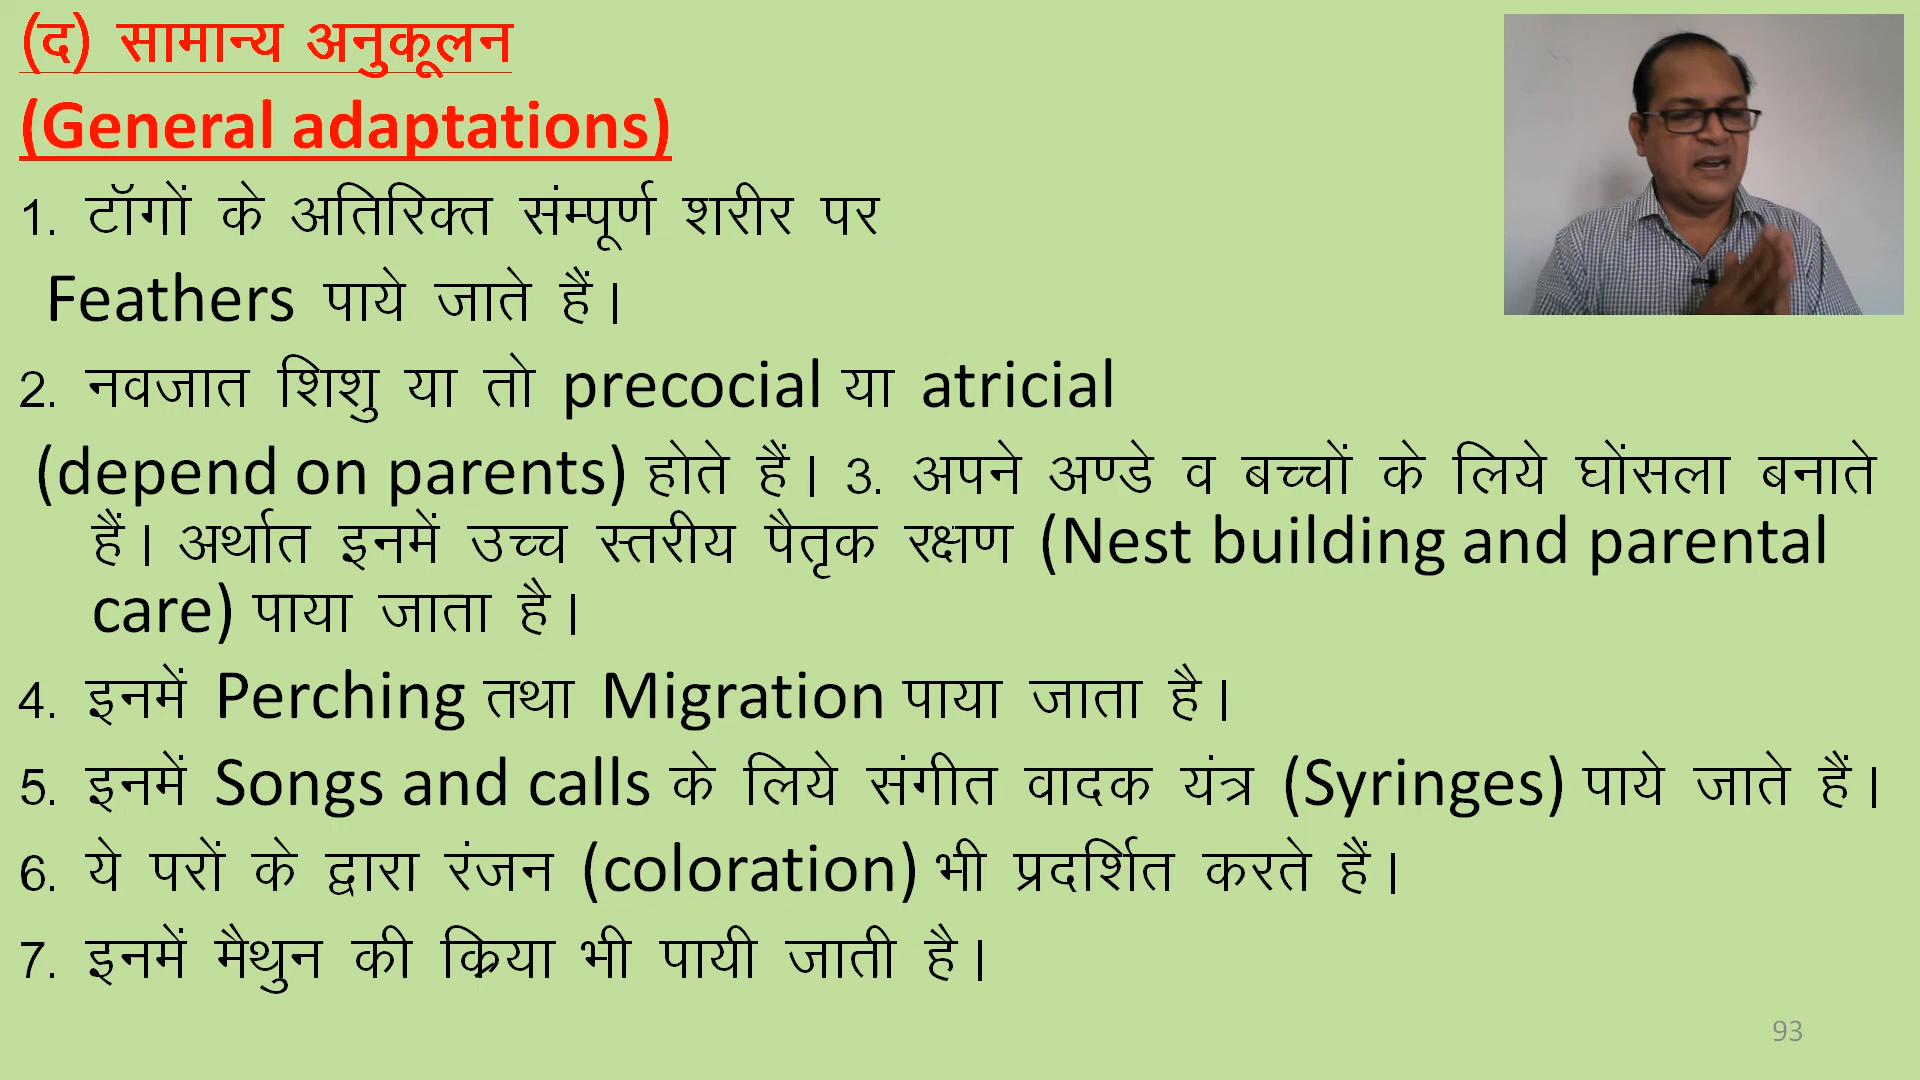 (द) सामान्य अनुकूलन
(General adaptations)
1. टॉगों के अतिरिक्त संम्पूर्ण शरीर पर
Feathers पाये जाते हैं।
2. नवजात शिशु या तो precocial या atricial
(depend on parents) होते हैं। 3. अपने अण्डे व बच्चों के लिये घोंसला बनाते
हैं। अर्थात इनमें उच्च स्तरीय पैतृक रक्षण (Nest building and parental
care) पाया जाता है।
4. इनमें Perching तथा Migration पाया जाता है।
5. इनमें Songs and calls के लिये संगीत वादक यंत्र (Syringes) पाये जाते हैं।
6. ये परों के द्वारा रंजन (coloration) भी प्रदर्शित करते हैं।
7. इनमें मैथुन की क्रिया भी पायी जाती है।
93